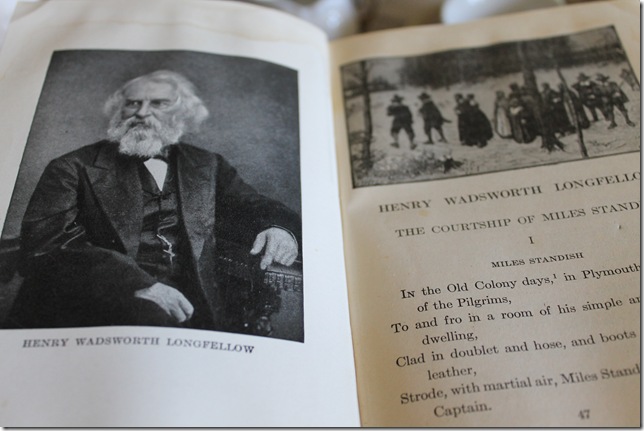 HENRY WADSWORTH LONGFELLOW
HENRY WADSWORTH LONGFELLO
THE COURTSHIP OF MILES STAND
I
MILES STANDISH
IN the Old Colony days,¹ in Plymouth
of the Pilgrims,
To and fro in a room of his simple a
dwelling,
Clad in doublet and hose, and boots
leather,
Strode, with martial air, Miles Stand
Captain.
47